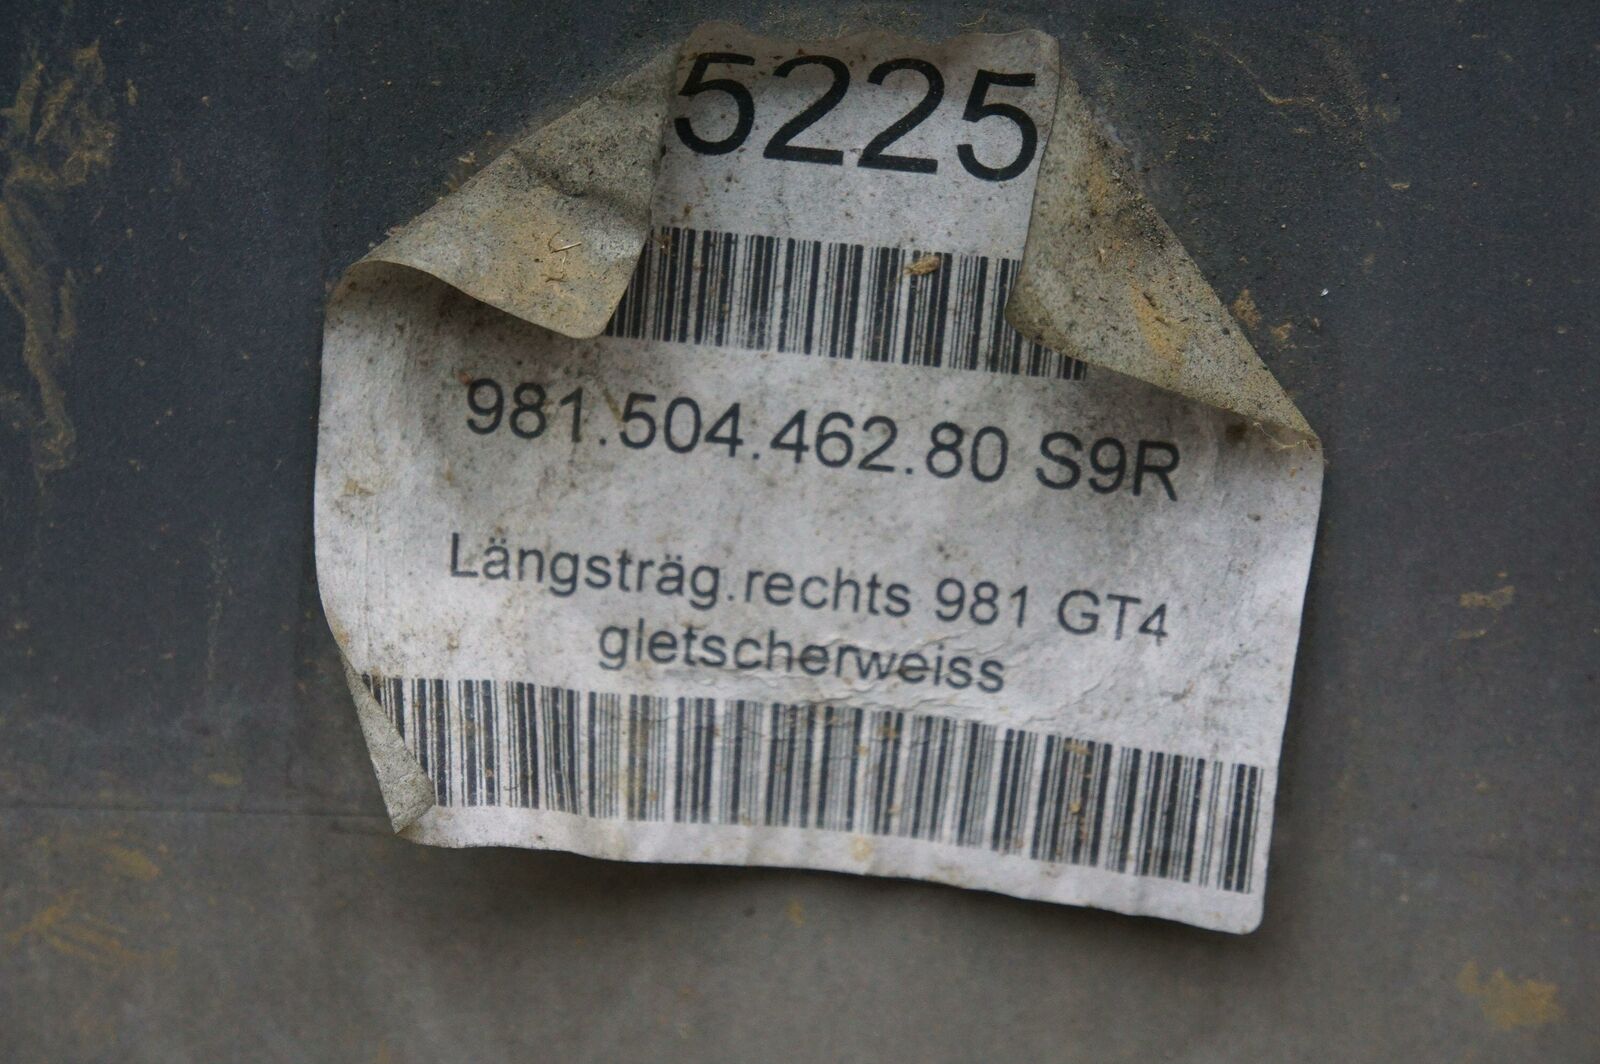 5225
981.504.462.80 S9R
Längsträg.rechts 981 GT4
gletscherweiss